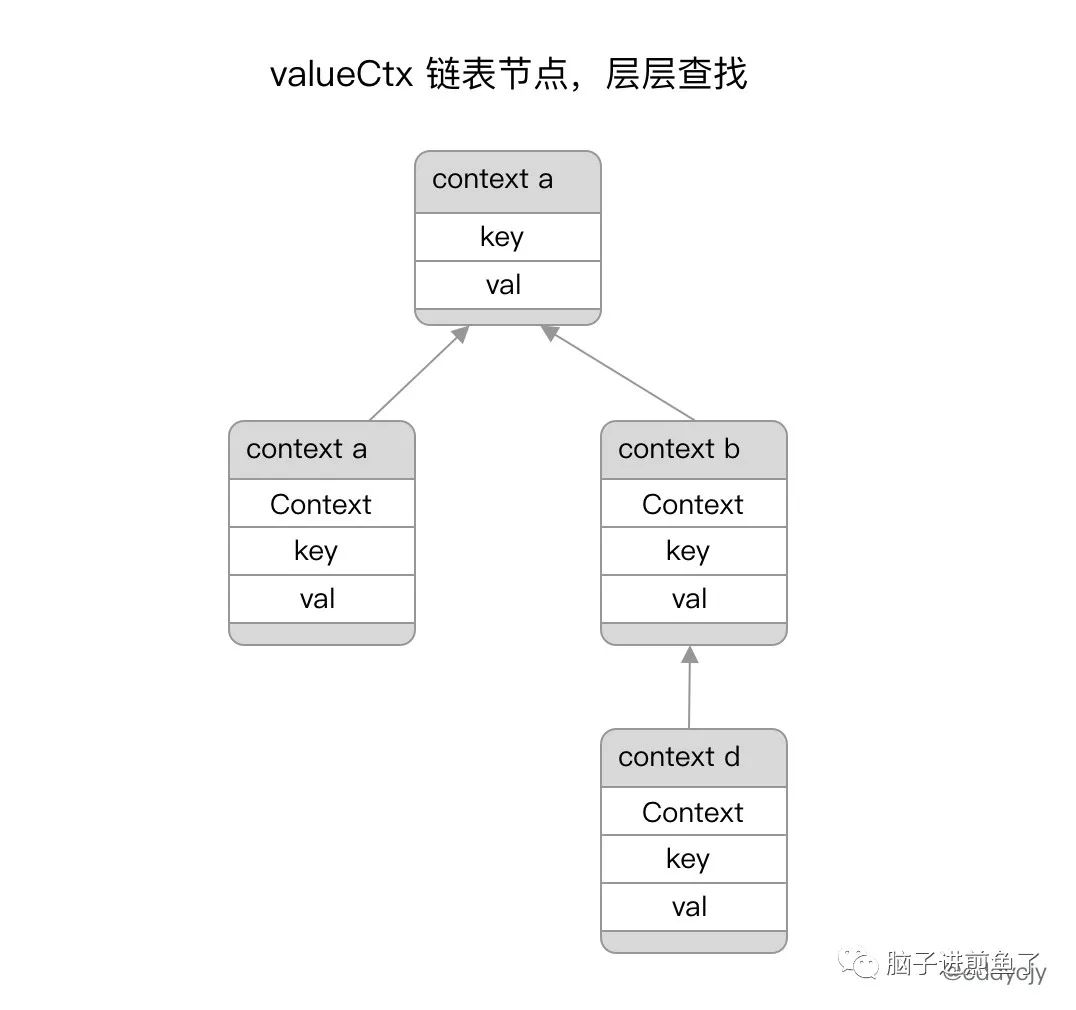 valueCtx 链表节点，层层查找
context a
key
val
context a
Context
key
val
context b
Context
key
val
context d
Context
key
val
脑子进煎鱼了
@eddycjy